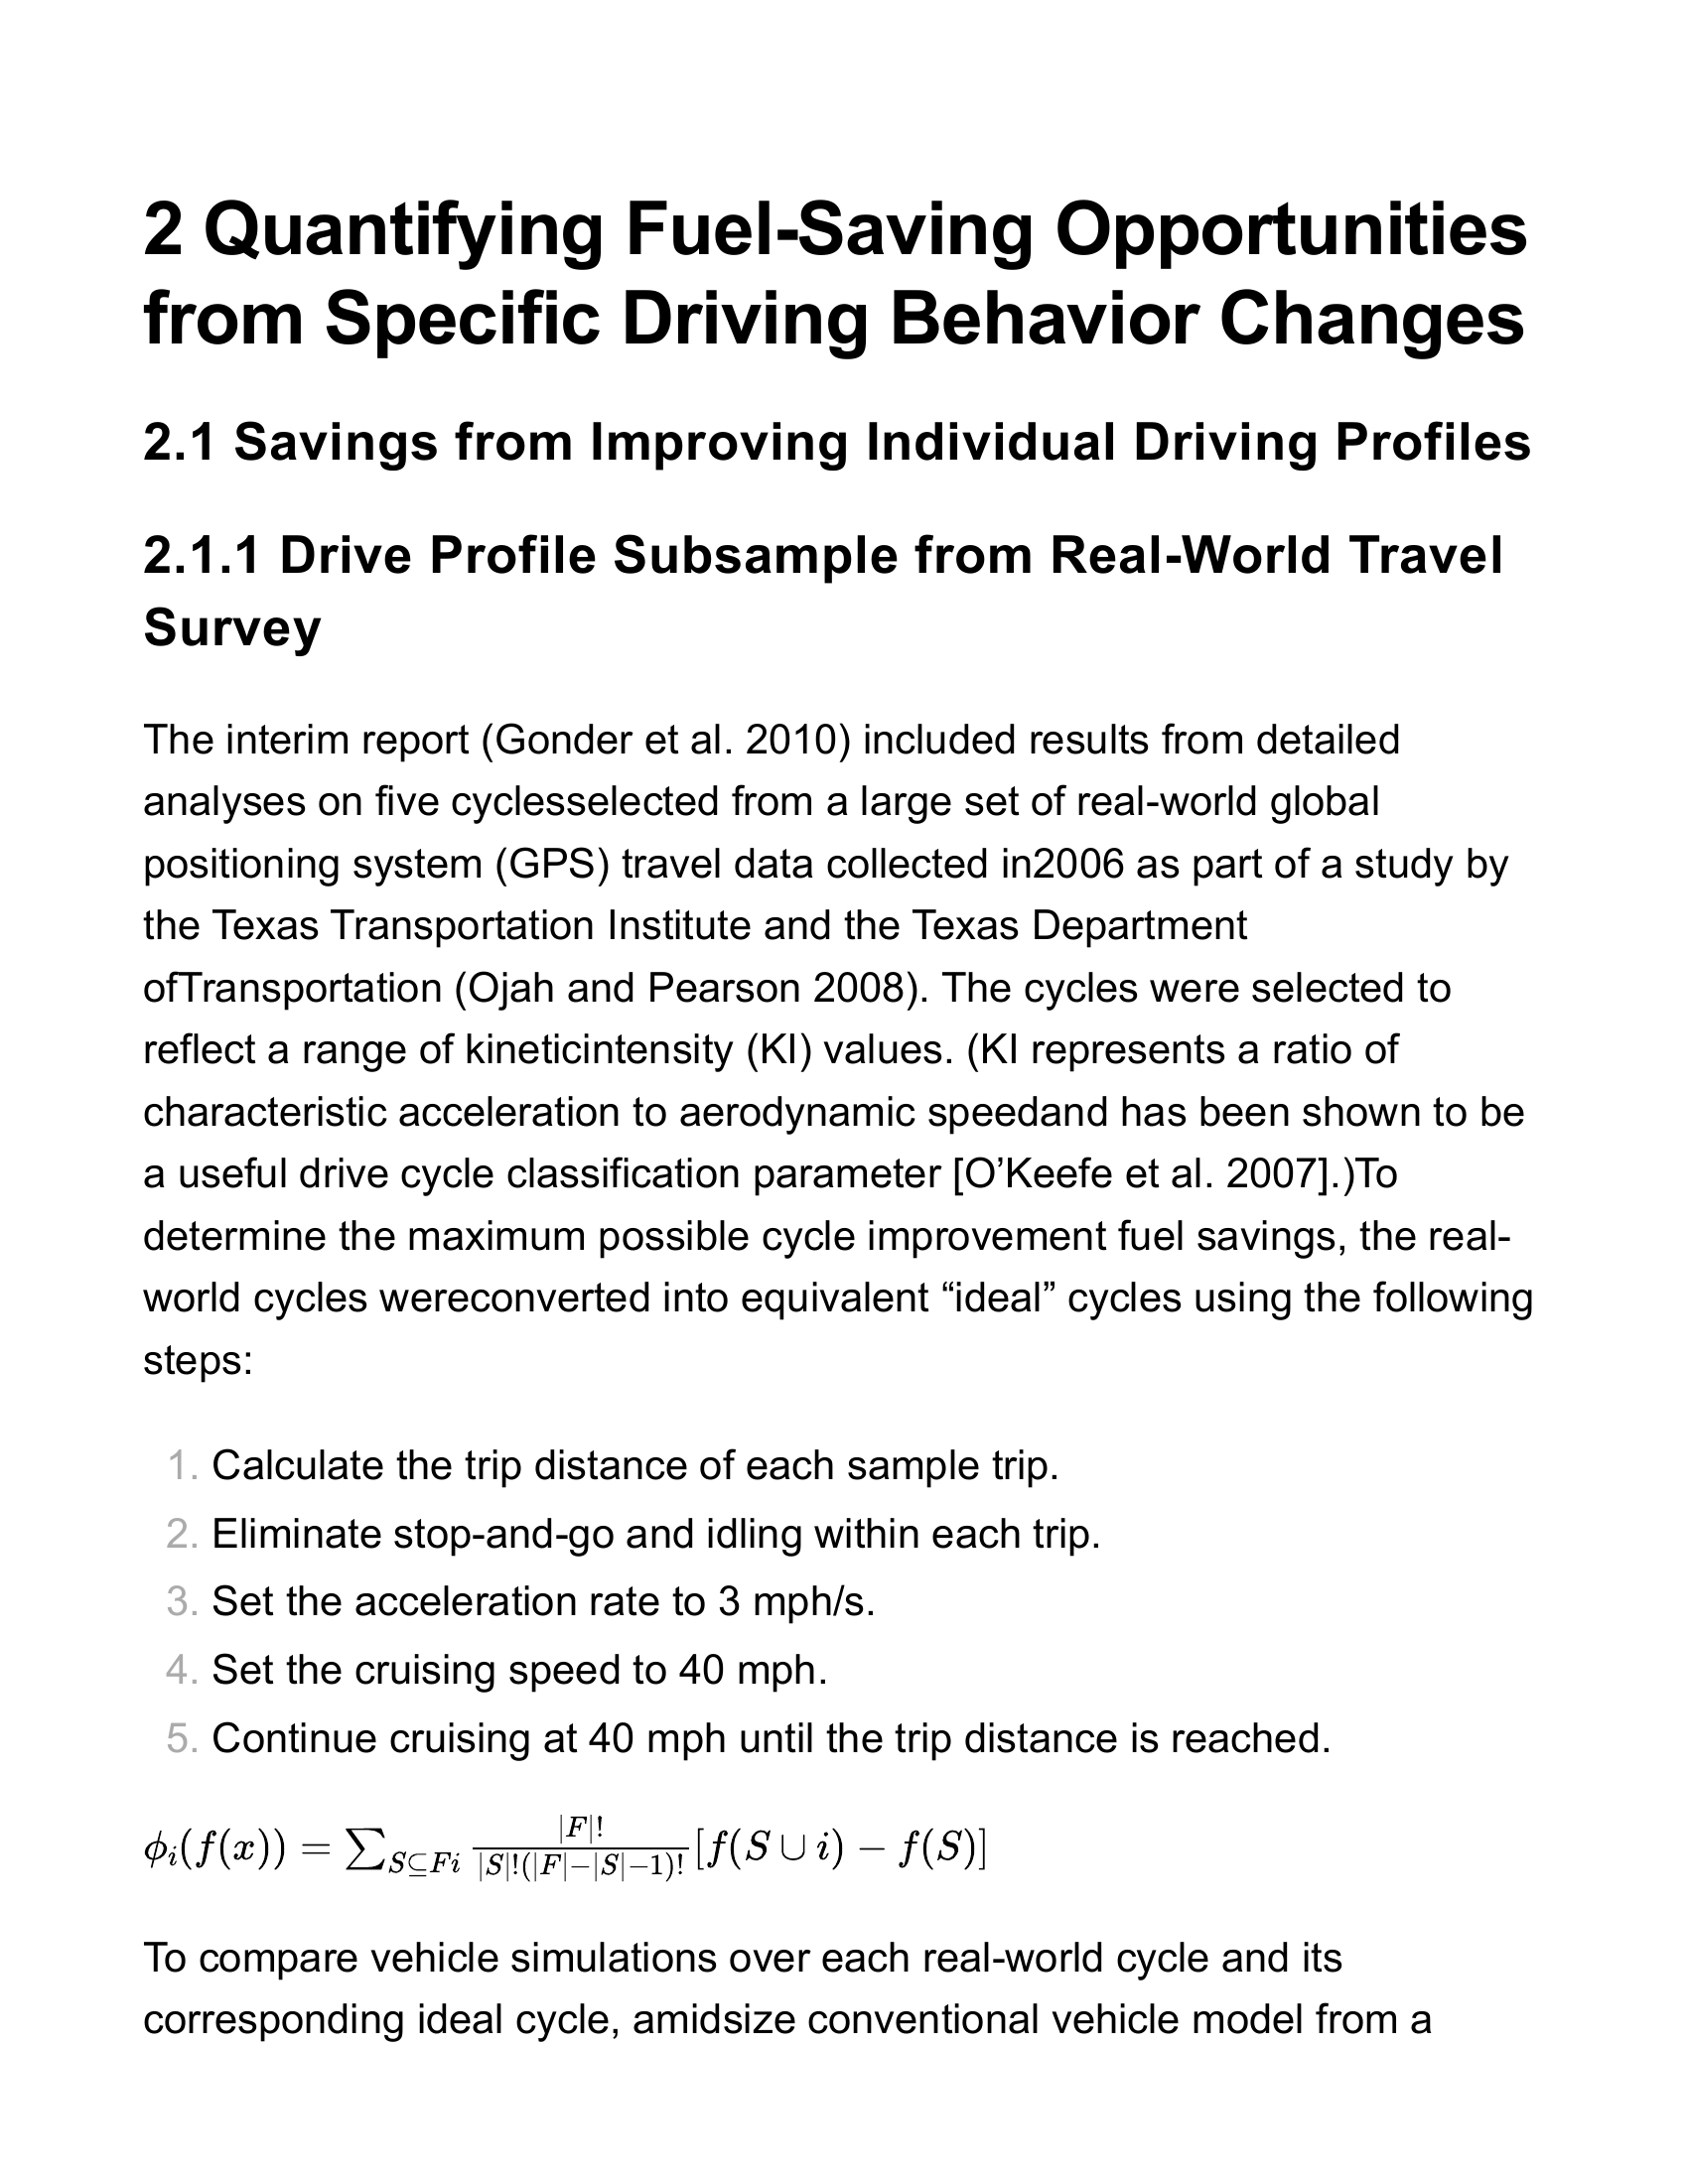 2 Quantifying Fuel-Saving Opportunities
from Specific Driving Behavior Changes
2.1 Savings from Improving Individual Driving Profiles
2.1.1 Drive Profile Subsample from Real-World Travel
Survey
The interim report (Gonder et al. 2010) included results from detailed
analyses on five cyclesselected from a large set of real-world global
positioning system (GPS) travel data collected in2006 as part of a study by
the Texas Transportation Institute and the Texas Department
ofTransportation (Ojah and Pearson 2008). The cycles were selected to
reflect a range of kineticintensity (KI) values. (KI represents a ratio of
characteristic acceleration to aerodynamic speedand has been shown to be
a useful drive cycle classification parameter [O’Keefe et al. 2007].)To
determine the maximum possible cycle improvement fuel savings, the real-
world cycles wereconverted into equivalent “ideal” cycles using the following
steps:
1. Calculate the trip distance of each sample trip.
2. Eliminate stop-and-go and idling within each trip.
3. Set the acceleration rate to 3 mph/s.
4. Set the cruising speed to 40 mph.
5. Continue cruising at 40 mph until the trip distance is reached.
$\phi_i(f(x)) = \sum_{S \subseteq Fi} \frac{|F|!}{|S|!(|F|-|S|-1)!} [f(S \cup i) - f(S)]$
To compare vehicle simulations over each real-world cycle and its
corresponding ideal cycle, amidsize conventional vehicle model from a